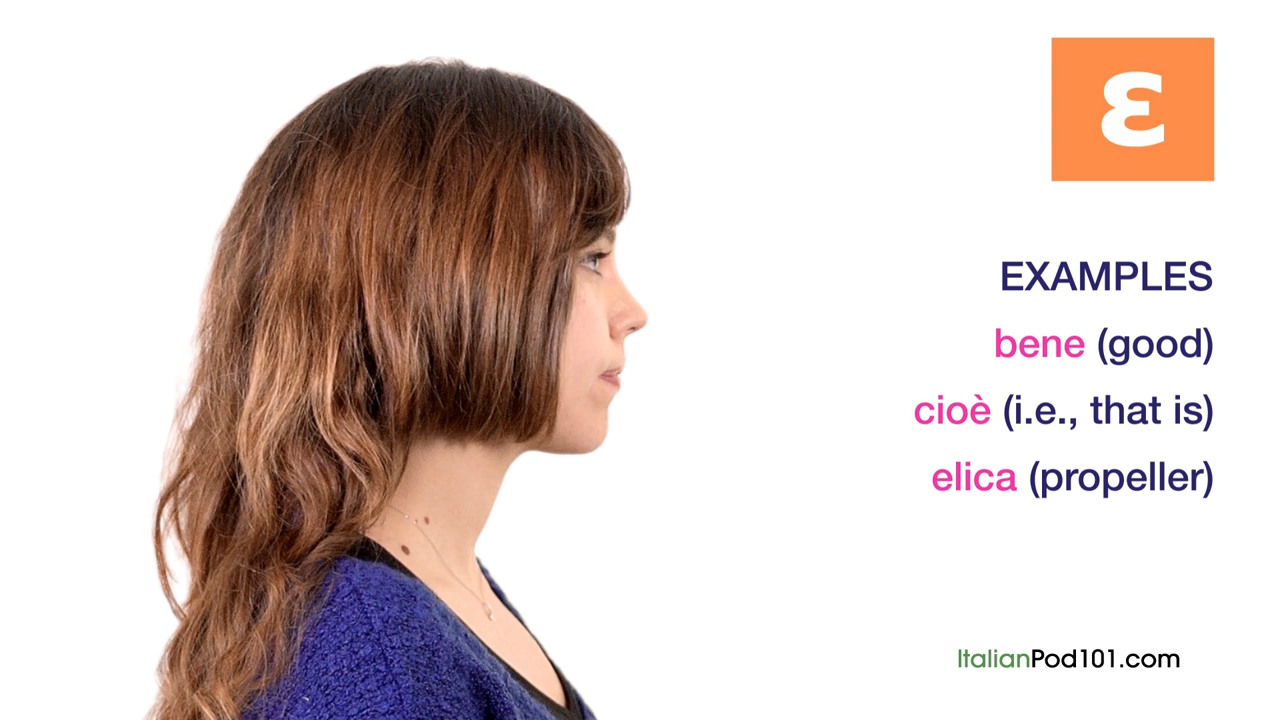 ε
EXAMPLES
bene (good)
cioè (i.e., that is)
elica (propeller)
ItalianPod101.com